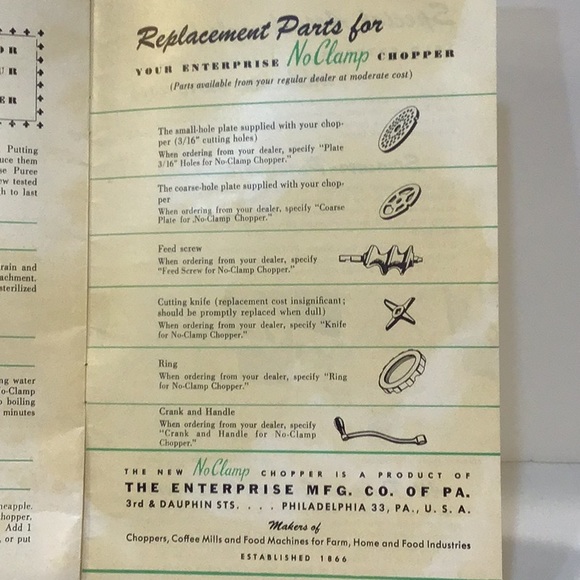 OR
UR
ER
Putting
uce them
Puree
ew tested
h to last
rain and
achment.
sterilized
ng water
o-Clamp
boiling
minutes
neapple.
hopper.
Add 1
, or put
Replacement Parts for
YOUR ENTERPRISE NoClamp CHOPPER
(Parts available from your regular dealer at moderate cost)
The small-hole plate supplied with your chop-
per (3/16" cutting holes)
When ordering from your dealer, specify "Plate
3/16" Holes for No-Clamp Chopper."
The coarse-hole plate supplied with your chop-
per
When ordering from your dealer, specify "Coarse
Plate for No-Clamp Chopper."
Feed screw
When ordering from your dealer, specify
"Feed Screw for No-Clamp Chopper."
Cutting knife (replacement cost insignificant;
should be promptly replaced when dull)
When ordering from your dealer, specify "Knife
for No-Clamp Chopper."
Ring
When ordering from your dealer, specify "Ring
for No-Clamp Chopper."
Crank and Handle
When ordering from your dealer, specify
"Crank and Handle for No-Clamp
Chopper."
THE NEW NoClamp CHOPPER IS A PRODUCT OF
THE ENTERPRISE MFG. CO. OF PA.
3rd & DAUPHIN STS. . . . PHILADELPHIA 33, PA., U. S. A.
Makers of
Choppers, Coffee Mills and Food Machines for Farm, Home and Food Industries
ESTABLISHED 1866